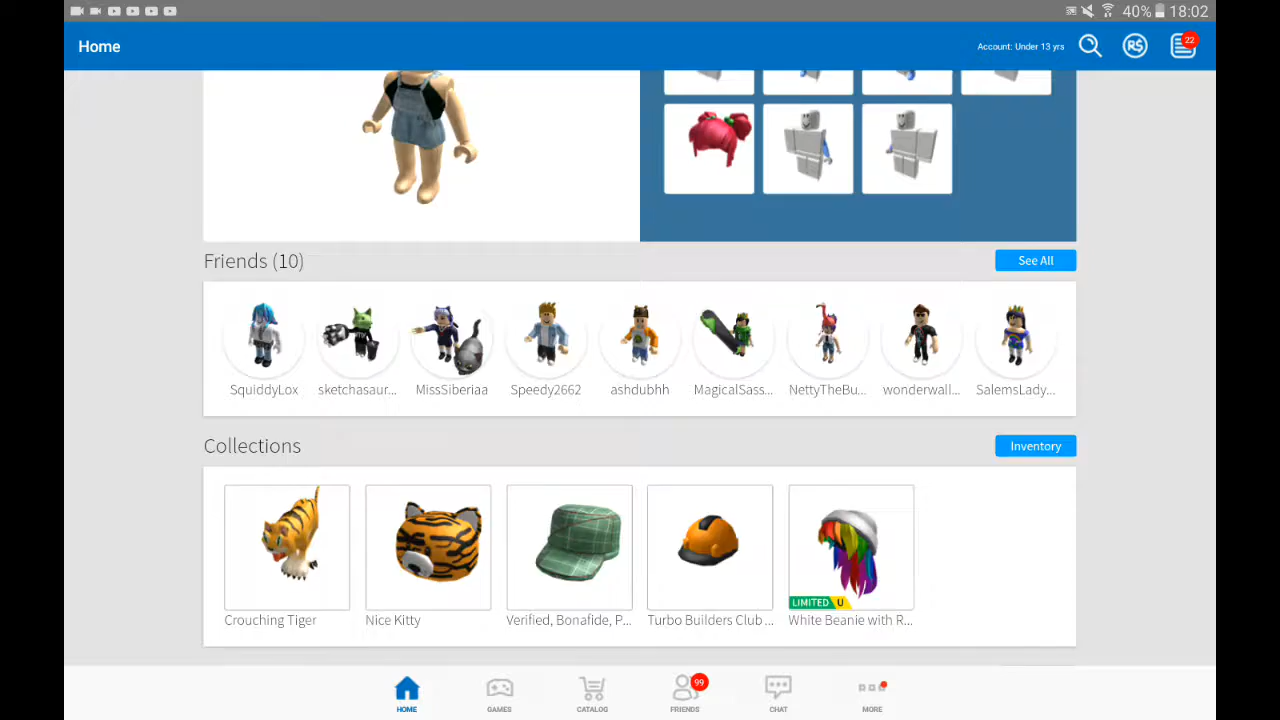 40% 18:02
Home
Account: Under 13 yrs
R$
22
Friends (10)
See All
SquiddyLox
sketchasaur...
MissSiberiaa
Speedy2662
ashdubhh
MagicalSass...
NettyTheBu...
wonderwall...
SalemsLady...
Collections
Inventory
LIMITED U
Crouching Tiger
Nice Kitty
Verified, Bonafide, P...
Turbo Builders Club ...
White Beanie with R...
99
HOME
GAMES
CATALOG
FRIENDS
CHAT
MORE